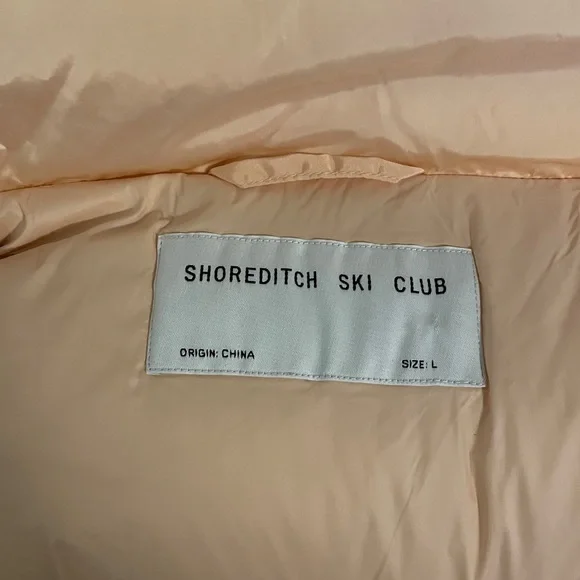 SHOREDITCH SKI CLUB
ORIGIN: CHINA SIZE: L